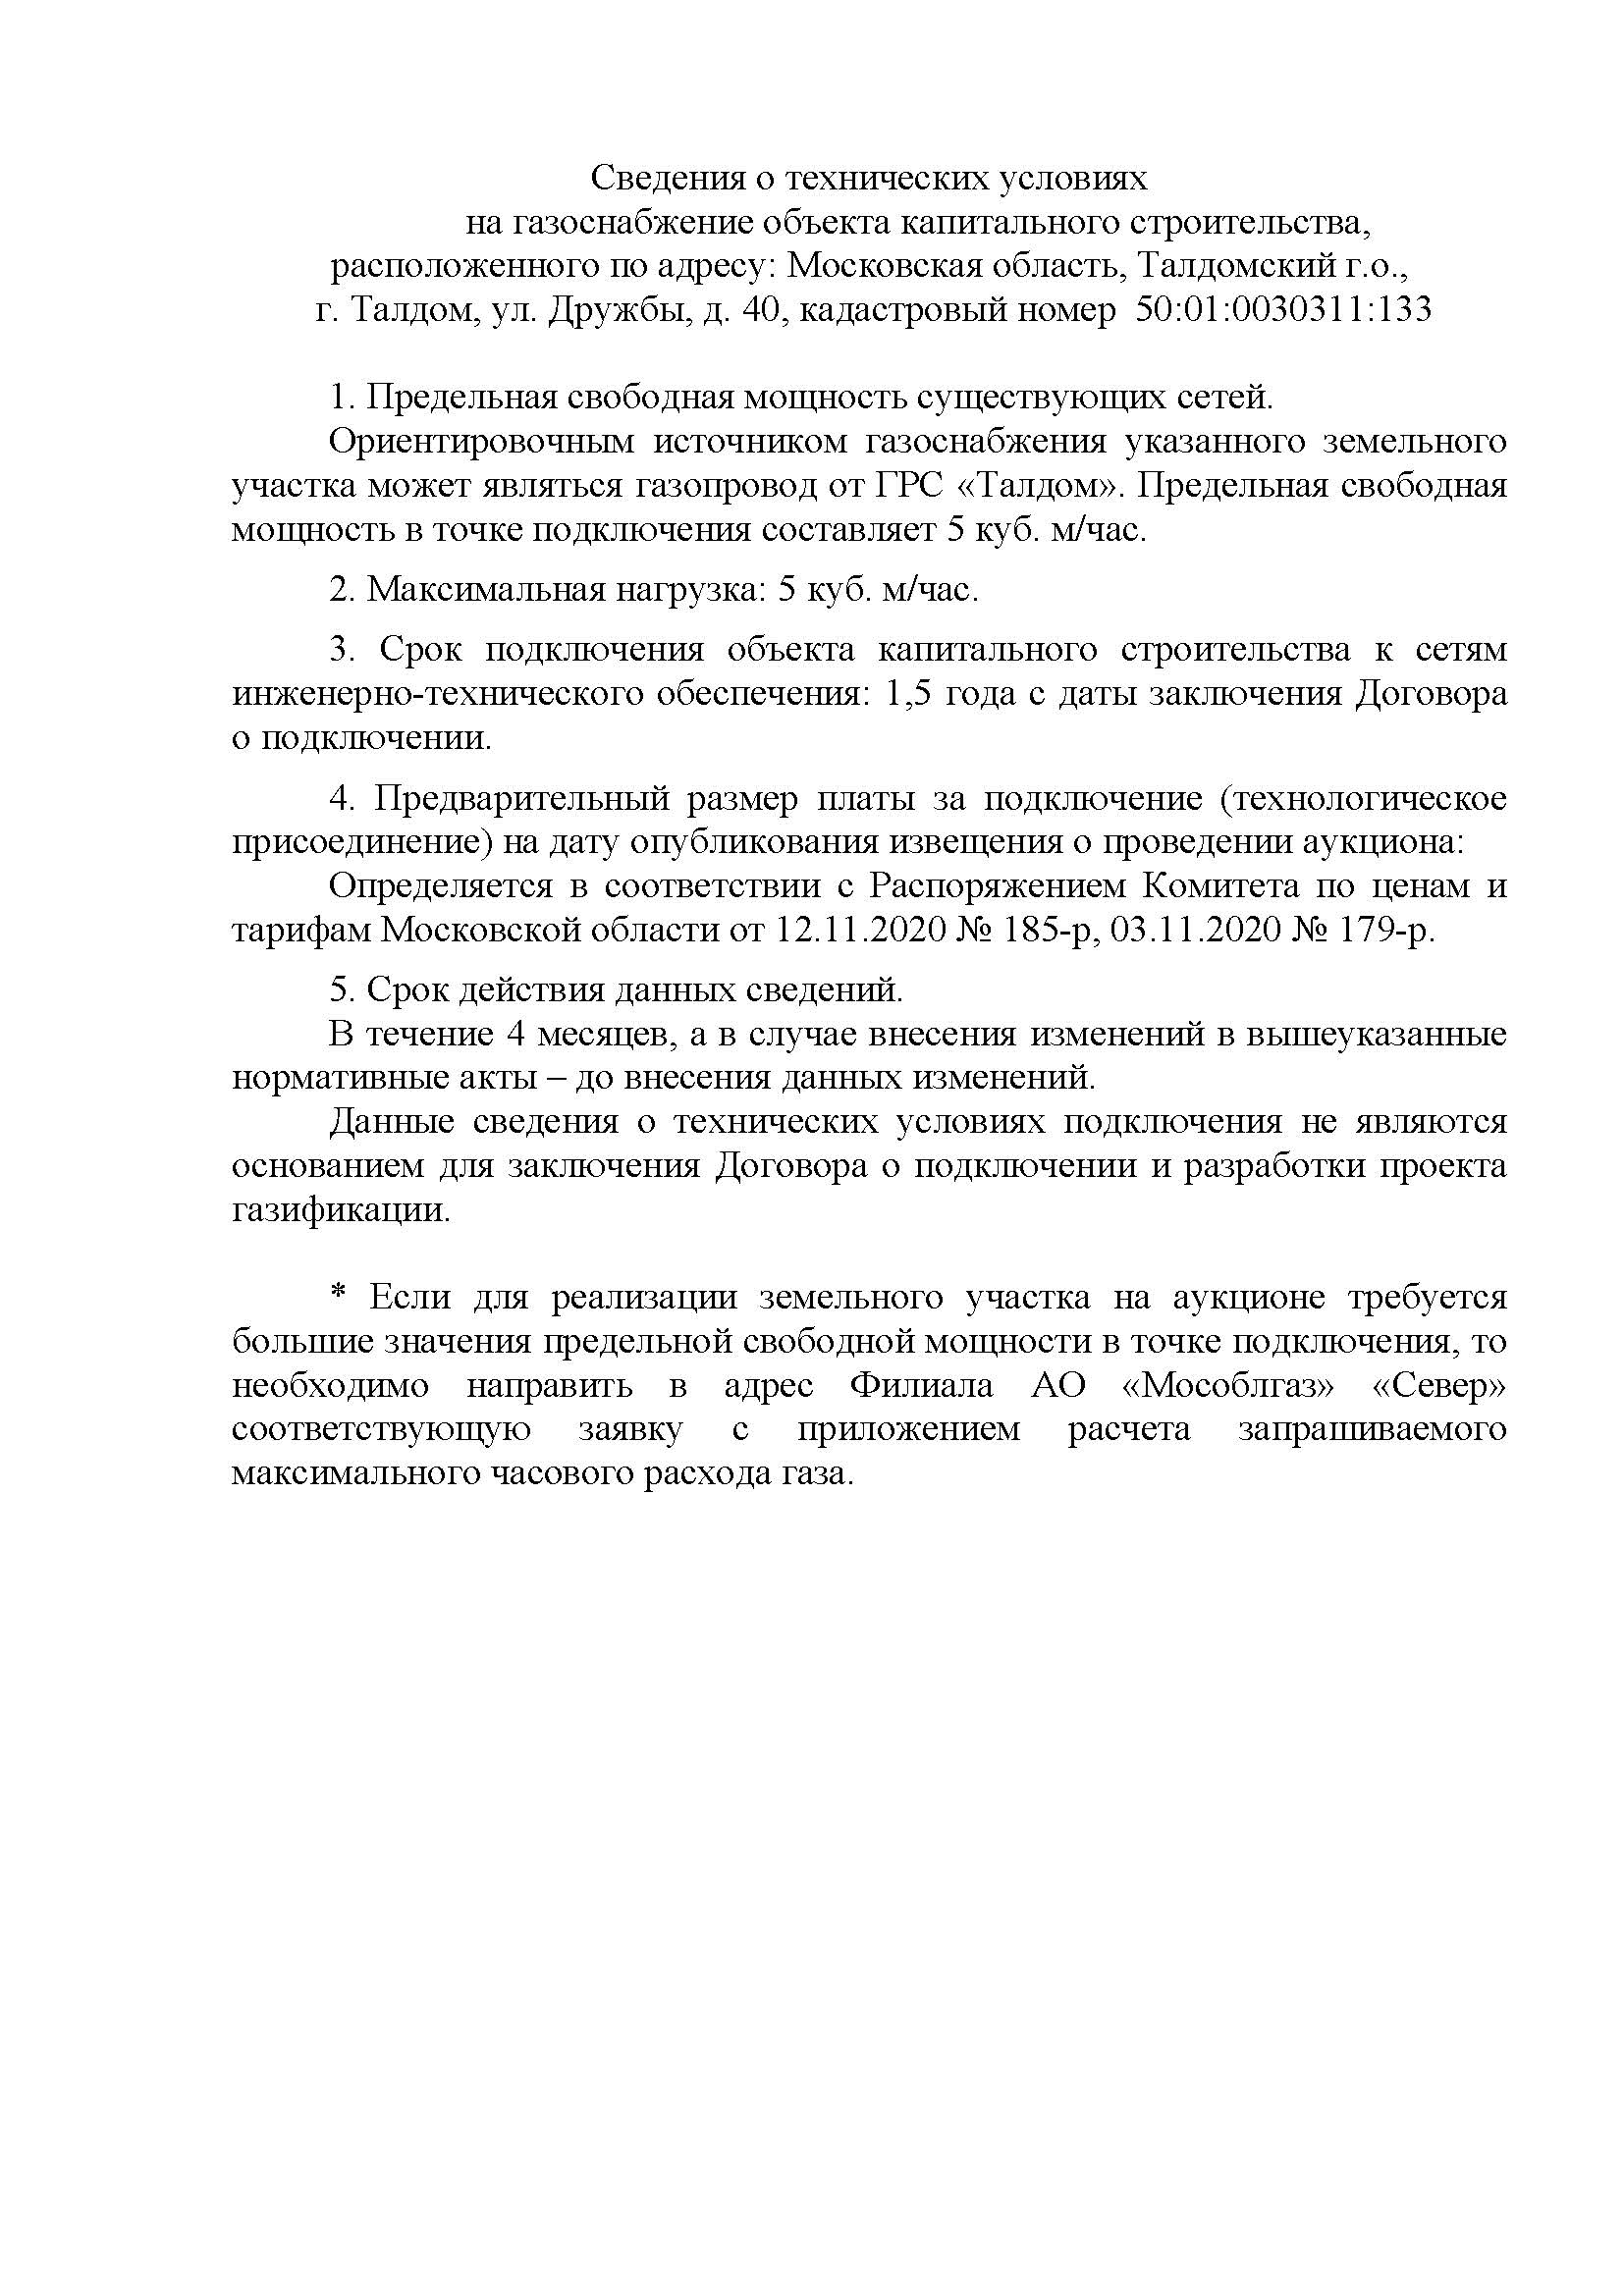 Сведения о технических условиях
на газоснабжение объекта капитального строительства,
расположенного по адресу: Московская область, Талдомский г.о.,
г. Талдом, ул. Дружбы, д. 40, кадастровый номер 50:01:0030311:133
1. Предельная свободная мощность существующих сетей.
Ориентировочным источником газоснабжения указанного земельного
участка может являться газопровод от ГРС «Талдом». Предельная свободная
мощность в точке подключения составляет 5 куб. м/час.
2. Максимальная нагрузка: 5 куб. м/час.
3. Срок подключения объекта капитального строительства к сетям
инженерно-технического обеспечения: 1,5 года с даты заключения Договора
о подключении.
4. Предварительный размер платы за подключение (технологическое
присоединение) на дату опубликования извещения о проведении аукциона:
Определяется в соответствии с Распоряжением Комитета по ценам и
тарифам Московской области от 12.11.2020 № 185-р, 03.11.2020 № 179-р.
5. Срок действия данных сведений.
В течение 4 месяцев, а в случае внесения изменений в вышеуказанные
нормативные акты – до внесения данных изменений.
Данные сведения о технических условиях подключения не являются
основанием для заключения Договора о подключении и разработки проекта
газификации.
* Если для реализации земельного участка на аукционе требуется
большие значения предельной свободной мощности в точке подключения, то
необходимо направить в адрес Филиала АО «Мособлгаз» «Север»
соответствующую заявку с приложением расчета запрашиваемого
максимального часового расхода газа.